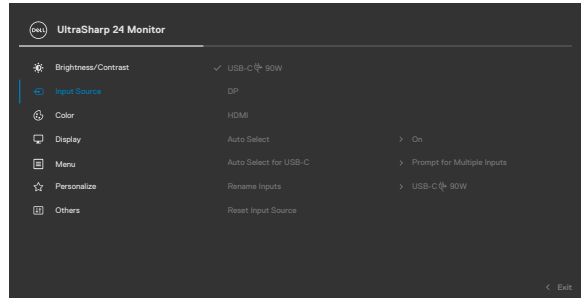 DELL UltraSharp 24 Monitor
Brightness/Contrast USB-C 90W
Input Source DP
Color HDMI
Display Auto Select On
Menu Auto Select for USB-C Prompt for Multiple Inputs
Personalize Rename Inputs USB-C 90W
Others Reset Input Source
Exit